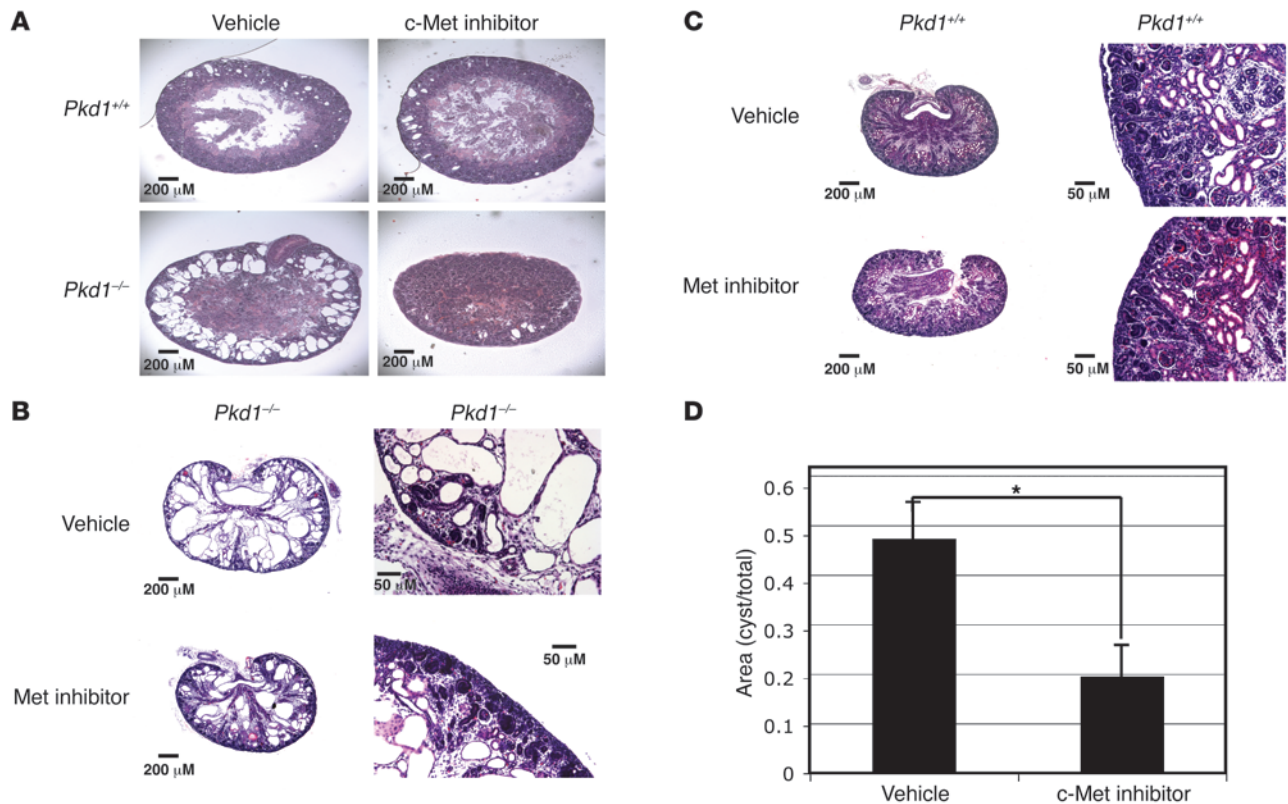 A
Vehicle c-Met inhibitor
Pkd1+/+
200 μM 200 μM
Pkd1–/–
200 μM 200 μM
B
Pkd1–/– Pkd1–/–
Vehicle
200 μM 50 μM
Met inhibitor
200 μM 50 μM
C
Pkd1+/+ Pkd1+/+
Vehicle
200 μM 50 μM
Met inhibitor
200 μM 50 μM
D
Area (cyst/total)
0.6
0.5
0.4
0.3
0.2
0.1
0
*
Vehicle c-Met inhibitor